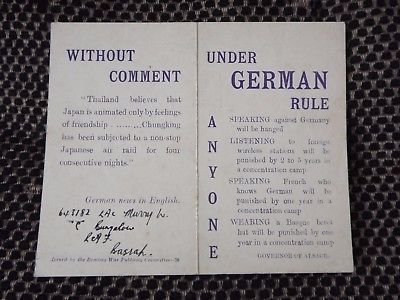 WITHOUT
COMMENT
"Thailand believes that
Japan is animated only by feelings
of friendship ......, Chungking
has been subjected to a non-stop
Japanese air raid for four
consecutive nights."
German news in English.
643182 LAC Murry W.
"C" Bungalow
RAF
Basrah.
Issued by the Bombay War Publicity Committee—
UNDER
GERMAN
RULE
ANYONE
SPEAKING against Germany
will be hanged
LISTENING to foreign
wireless stations will be
punished by 2 to 5 years in
a concentration camp
SPEAKING French who
knows German will be
punished by one year in a
concentration camp
WEARING a Basque beret
hat will be punished by one
year in a concentration camp
GOVERNOR OF ALSACE.